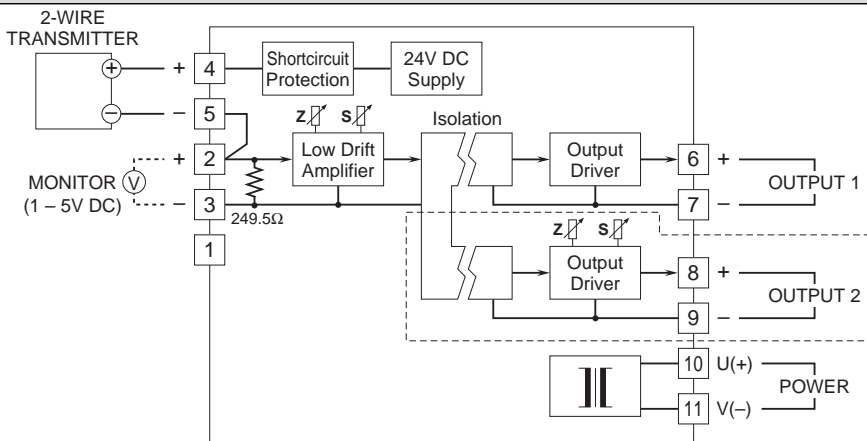 2-WIRE
TRANSMITTER
+
–
+ 4
– 5
Shortcircuit
Protection
24V DC
Supply
Z S
Low Drift
Amplifier
Isolation
+ 2
MONITOR V
(1 – 5V DC)
– 3
249.5Ω
1
Output
Driver
6 +
7 –
OUTPUT 1
Z S
Output
Driver
8 +
9 –
OUTPUT 2
10 U(+)
11 V(–)
POWER